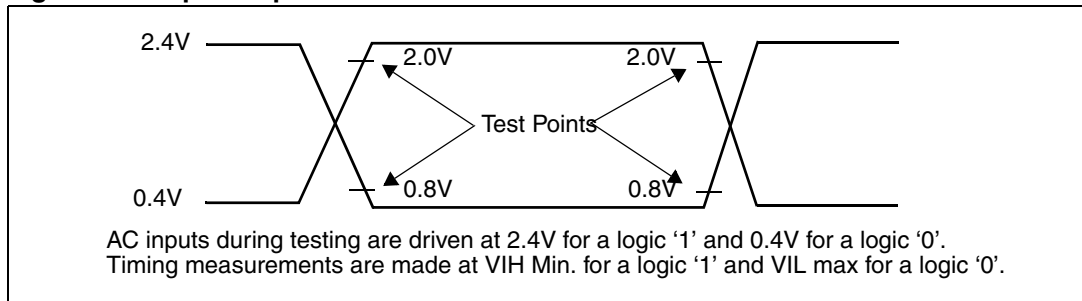 2.4V
2.0V
2.0V
Test Points
0.4V
0.8V
0.8V
AC inputs during testing are driven at 2.4V for a logic ‘1’ and 0.4V for a logic ‘0’.
Timing measurements are made at VIH Min. for a logic ‘1’ and VIL max for a logic ‘0’.